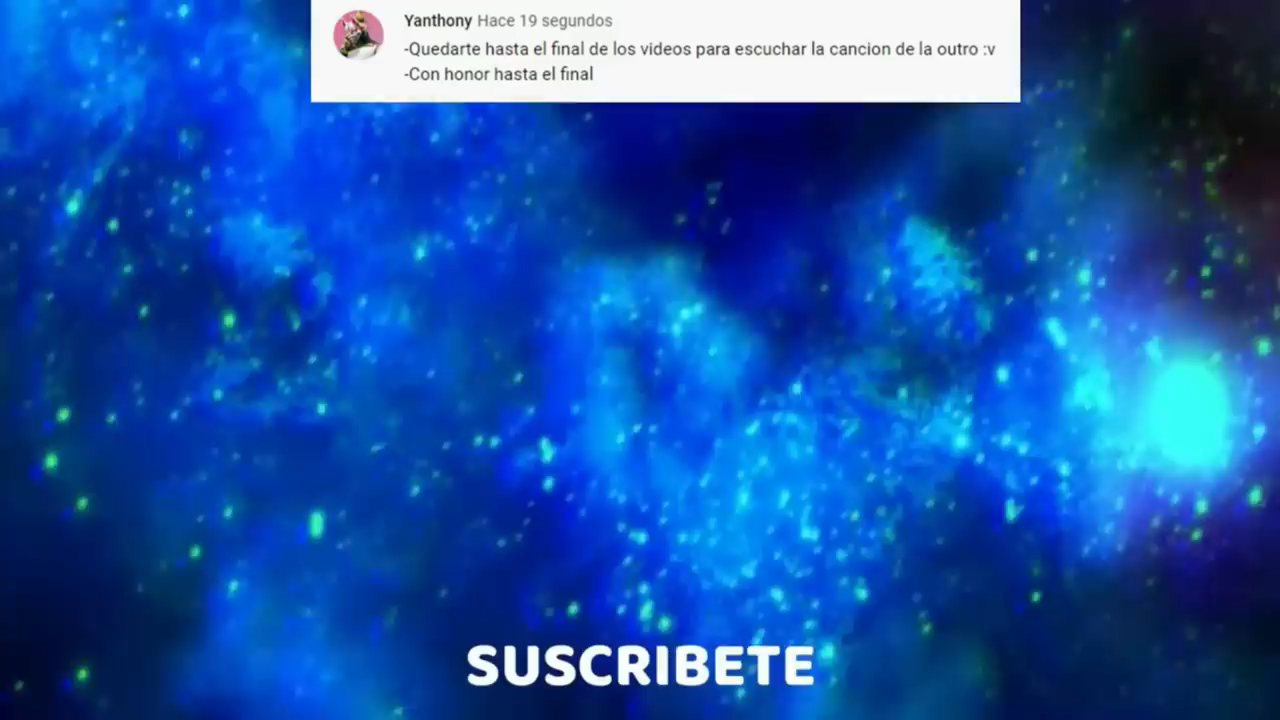 Yanthony Hace 19 segundos
-Quedarte hasta el final de los videos para escuchar la cancion de la outro :v
-Con honor hasta el final
SUSCRIBETE